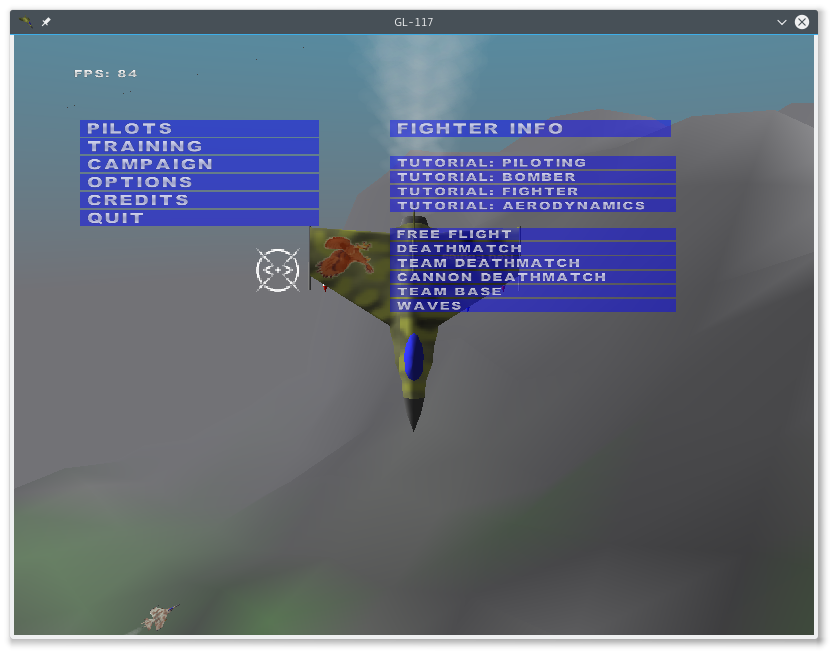 GL-117
FPS: 84
PILOTS
TRAINING
CAMPAIGN
OPTIONS
CREDITS
QUIT
FIGHTER INFO
TUTORIAL: PILOTING
TUTORIAL: BOMBER
TUTORIAL: FIGHTER
TUTORIAL: AERODYNAMICS
FREE FLIGHT
DEATHMATCH
TEAM DEATHMATCH
CANNON DEATHMATCH
TEAM BASE
WAVES